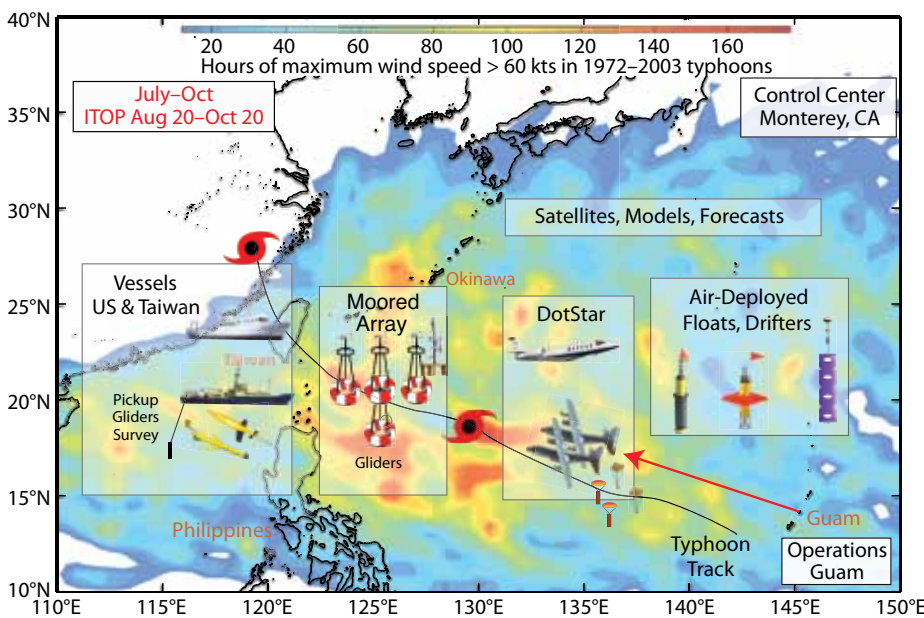 40°N
35°N
30°N
25°N
20°N
15°N
10°N
20 40 60 80 100 120 140 160
Hours of maximum wind speed > 60 kts in 1972–2003 typhoons
July–Oct
ITOP Aug 20–Oct 20
Control Center
Monterey, CA
Satellites, Models, Forecasts
Vessels
US & Taiwan
Taiwan
Pickup
Gliders
Survey
Okinawa
Moored
Array
Gliders
DotStar
Air-Deployed
Floats, Drifters
Philippines
Guam
Typhoon
Track
Operations
Guam
110°E 115°E 120°E 125°E 130°E 135°E 140°E 145°E 150°E